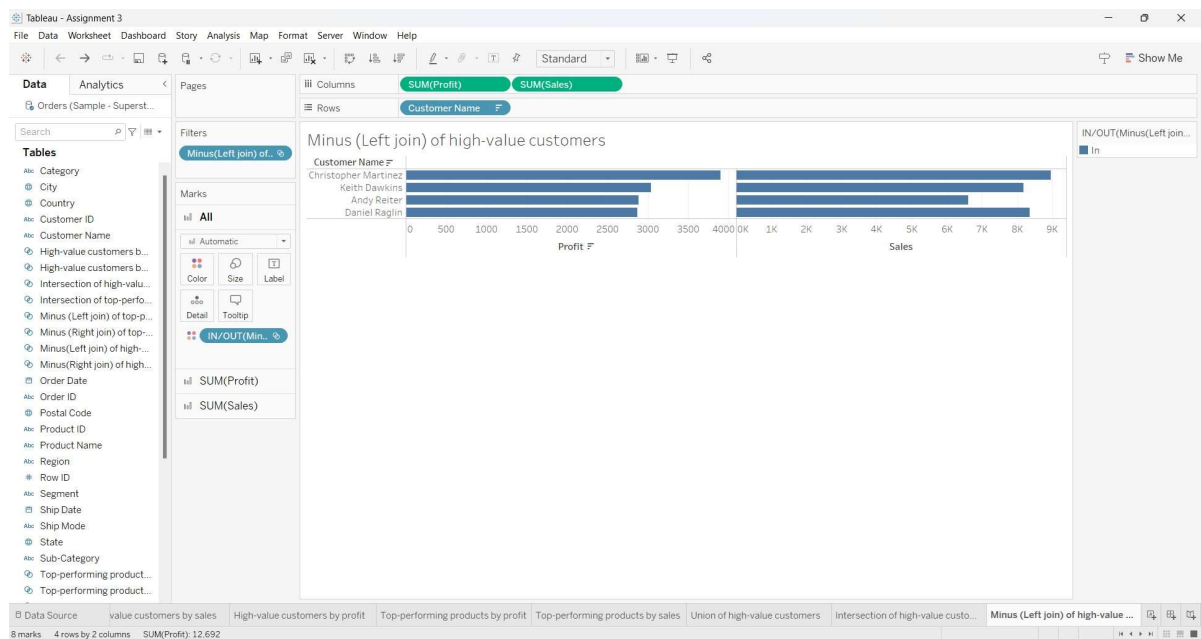 Tableau - Assignment 3
File Data Worksheet Dashboard Story Analysis Map Format Server Window Help
Standard
Show Me
Data
Analytics
Orders (Sample - Superst...
Search
Tables
Abc Category
City
Country
Abc Customer ID
Abc Customer Name
High-value customers b...
High-value customers b...
Intersection of high-valu...
Intersection of top-perfo...
Minus (Left join) of top-p...
Minus (Right join) of top-...
Minus(Left join) of high-...
Minus(Right join) of high...
Order Date
Abc Order ID
Postal Code
Abc Product ID
Abc Product Name
Abc Region
# Row ID
Abc Segment
Ship Date
Abc Ship Mode
State
Abc Sub-Category
Top-performing product...
Top-performing product...
Pages
Filters
Minus(Left join) of..
Marks
All
Automatic
Color Size Label
Detail Tooltip
IN/OUT(Min..
SUM(Profit)
SUM(Sales)
Columns SUM(Profit) SUM(Sales)
Rows Customer Name
Minus (Left join) of high-value customers
Customer Name
Christopher Martinez
Keith Dawkins
Andy Reiter
Daniel Raglin
0 500 1000 1500 2000 2500 3000 3500 4000 0K 1K 2K 3K 4K 5K 6K 7K 8K 9K
Profit Sales
IN/OUT(Minus(Left join...
In
Data Source value customers by sales High-value customers by profit Top-performing products by profit Top-performing products by sales Union of high-value customers Intersection of high-value custo... Minus (Left join) of high-value ...
8 marks 4 rows by 2 columns SUM(Profit): 12,692